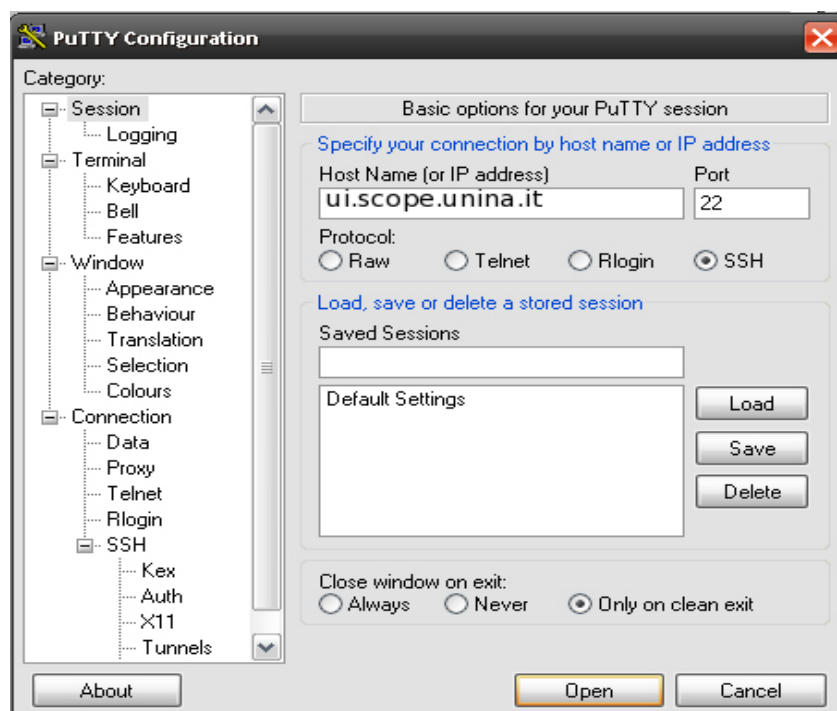 PuTTY Configuration
Category:
Session
Logging
Terminal
Keyboard
Bell
Features
Window
Appearance
Behaviour
Translation
Selection
Colours
Connection
Data
Proxy
Telnet
Rlogin
SSH
Kex
Auth
X11
Tunnels
Basic options for your PuTTY session
Specify your connection by host name or IP address
Host Name (or IP address) Port
ui.scope.unina.it 22
Protocol:
Raw Telnet Rlogin SSH
Load, save or delete a stored session
Saved Sessions
Default Settings
Load
Save
Delete
Close window on exit:
Always Never Only on clean exit
About Open Cancel